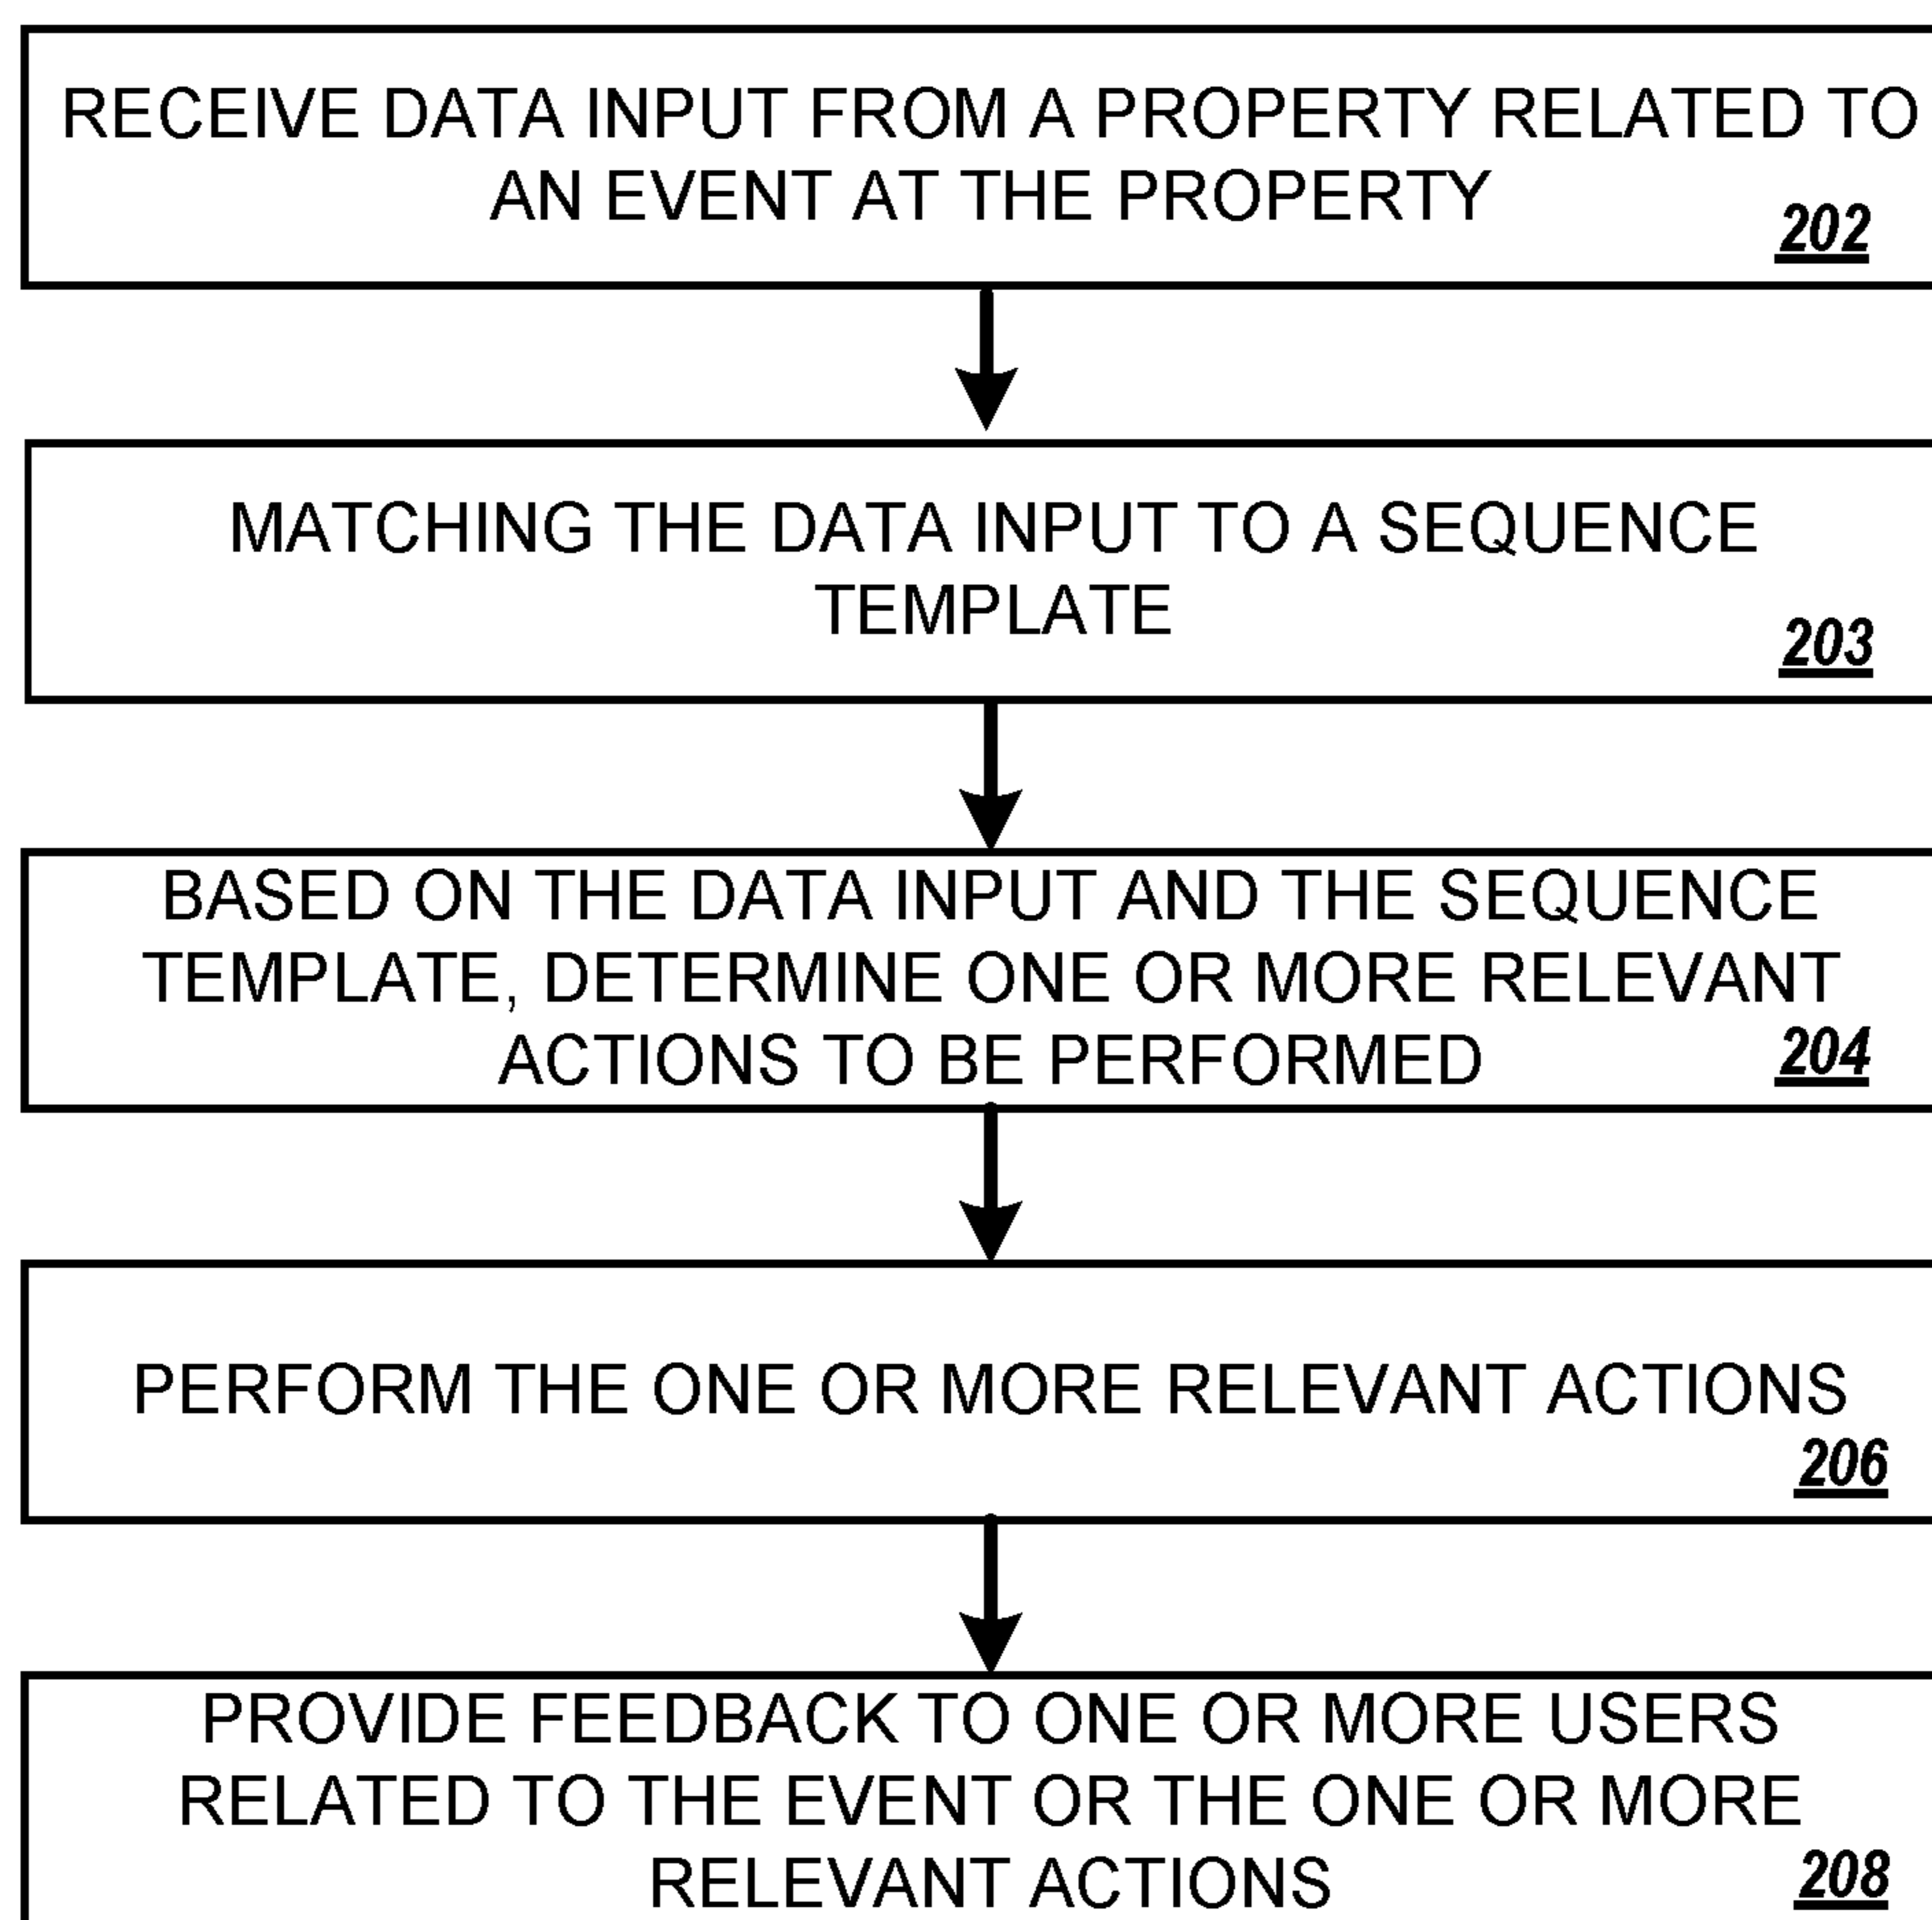 RECEIVE DATA INPUT FROM A PROPERTY RELATED TO
AN EVENT AT THE PROPERTY
202
MATCHING THE DATA INPUT TO A SEQUENCE
TEMPLATE
203
BASED ON THE DATA INPUT AND THE SEQUENCE
TEMPLATE, DETERMINE ONE OR MORE RELEVANT
ACTIONS TO BE PERFORMED
204
PERFORM THE ONE OR MORE RELEVANT ACTIONS
206
PROVIDE FEEDBACK TO ONE OR MORE USERS
RELATED TO THE EVENT OR THE ONE OR MORE
RELEVANT ACTIONS
208